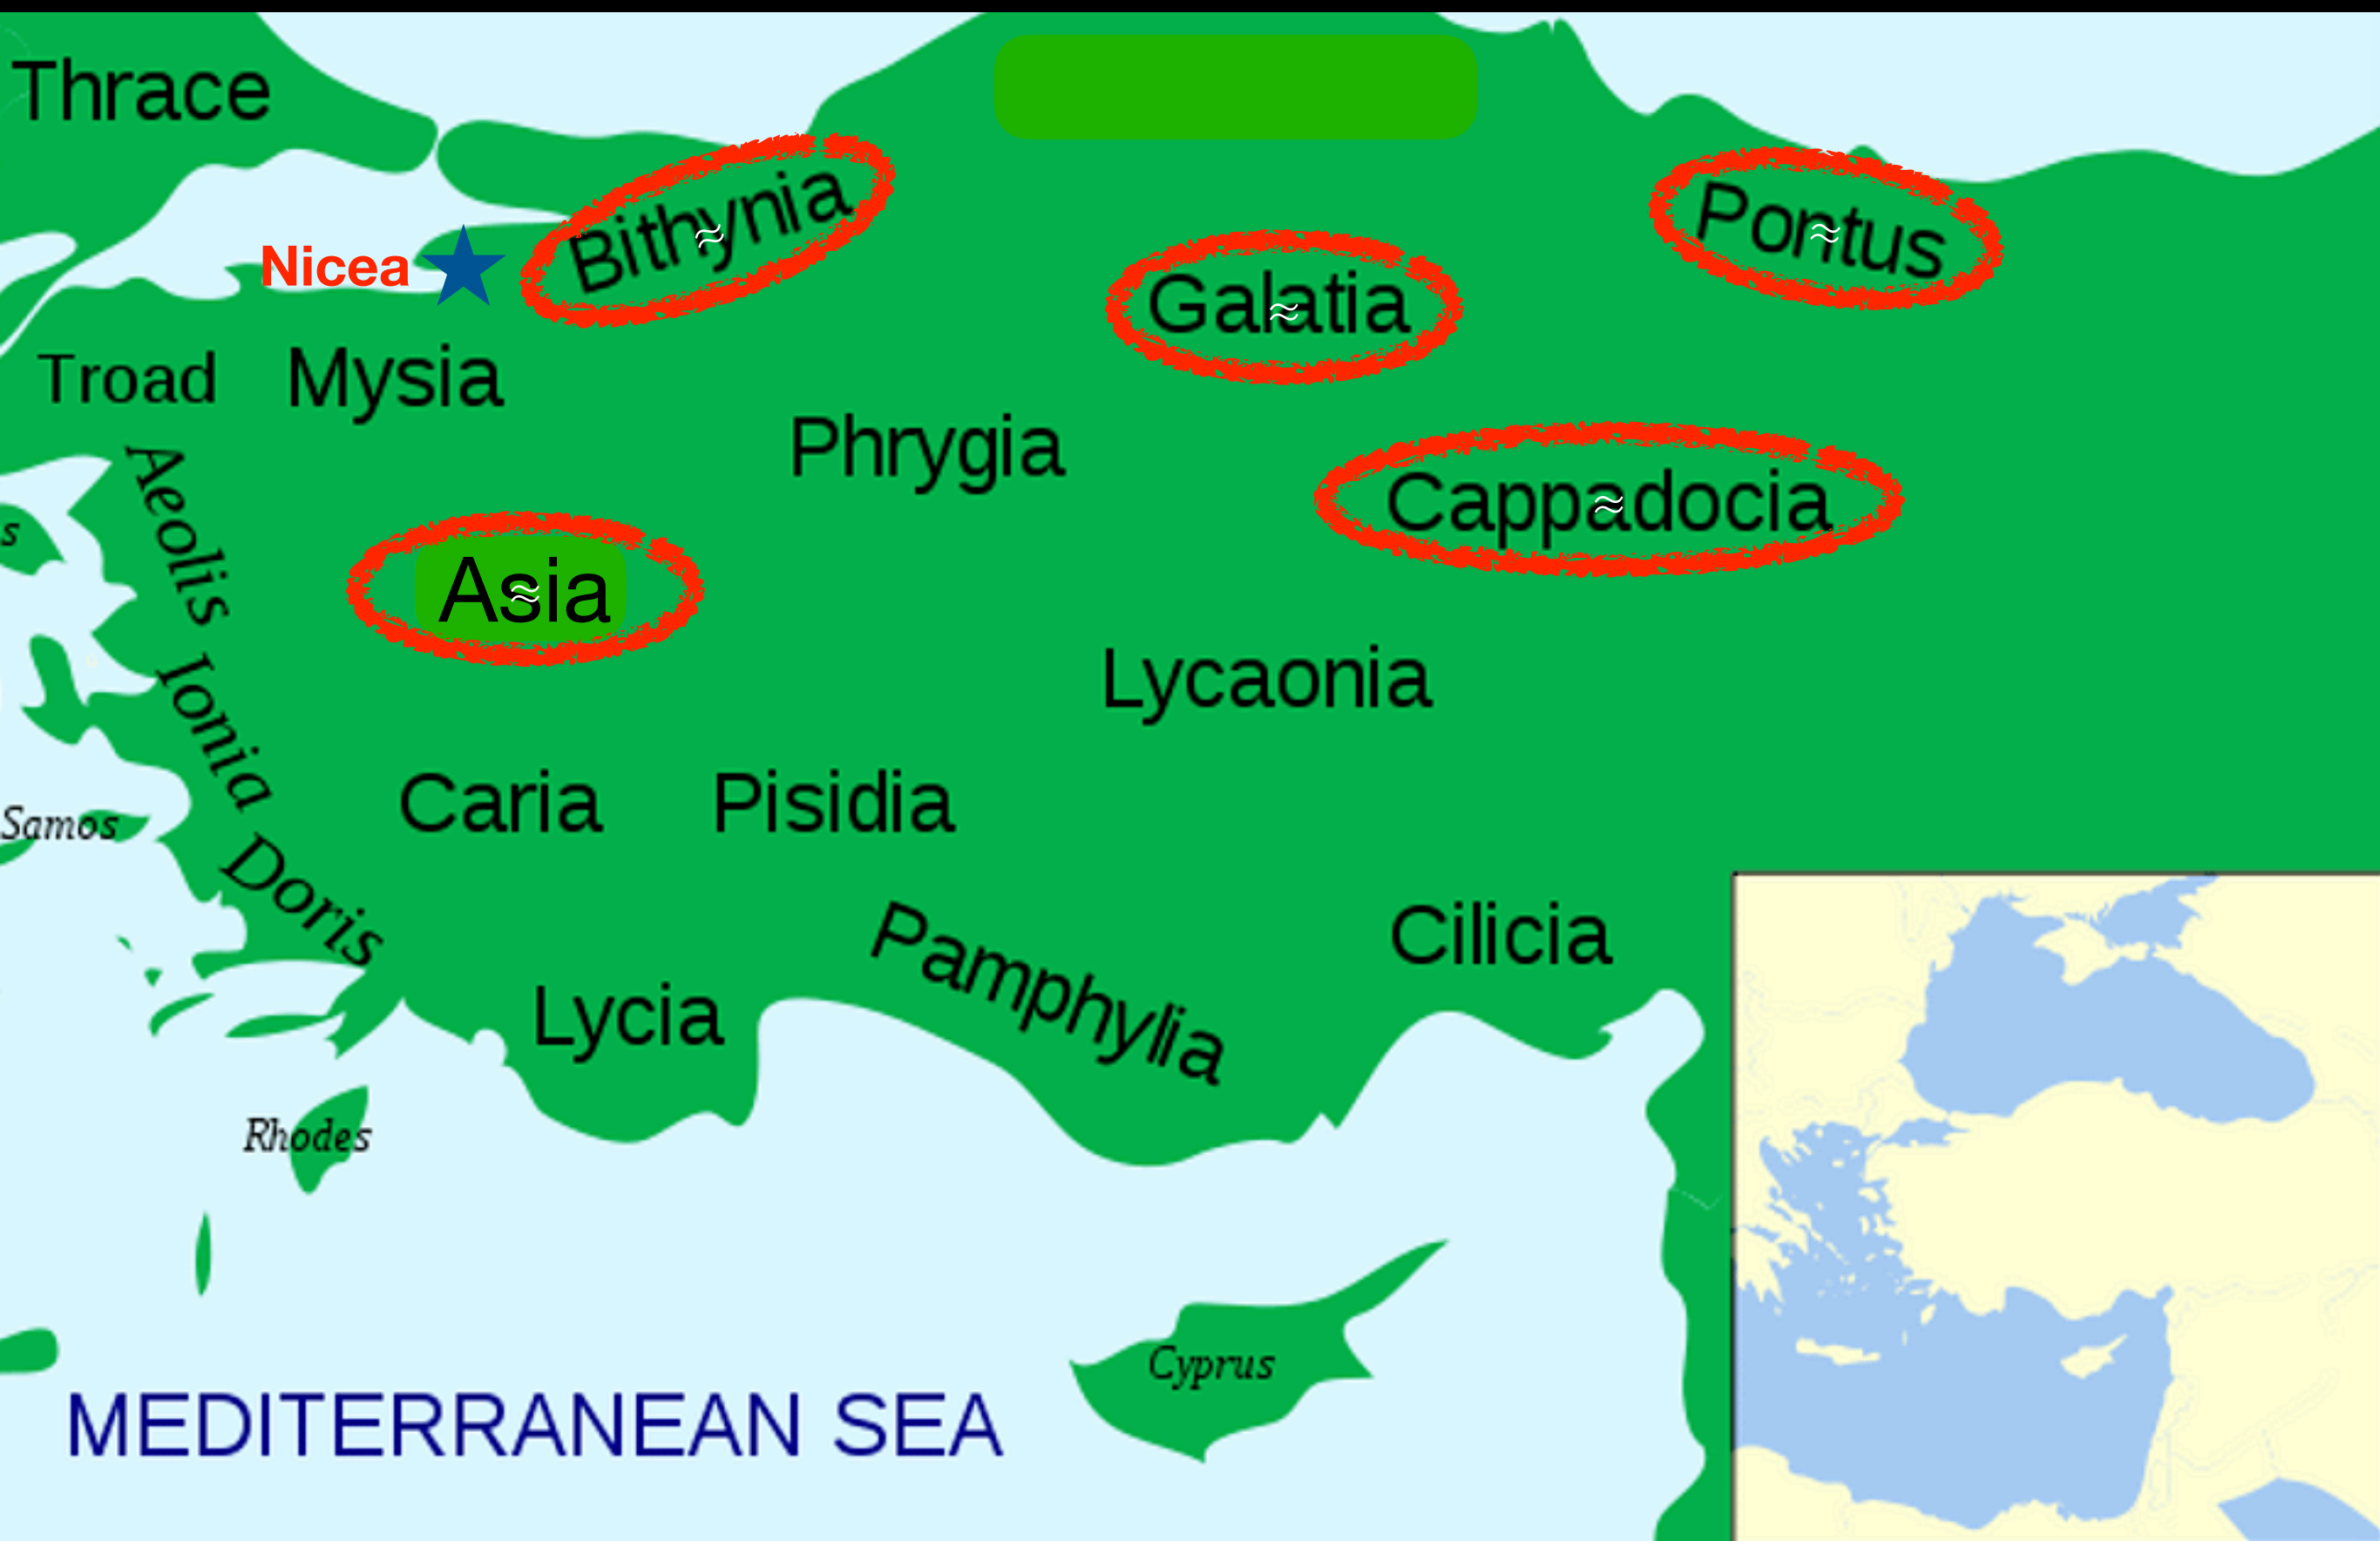 Thrace
Bithynia
Pontus
Nicea
Galatia
Troad
Mysia
Phrygia
Aeolis
Cappadocia
s
Asia
Ionia
Lycaonia
Caria
Pisidia
Samos
Doris
Pamphylia
Cilicia
Lycia
Rhodes
Cyprus
MEDITERRANEAN SEA